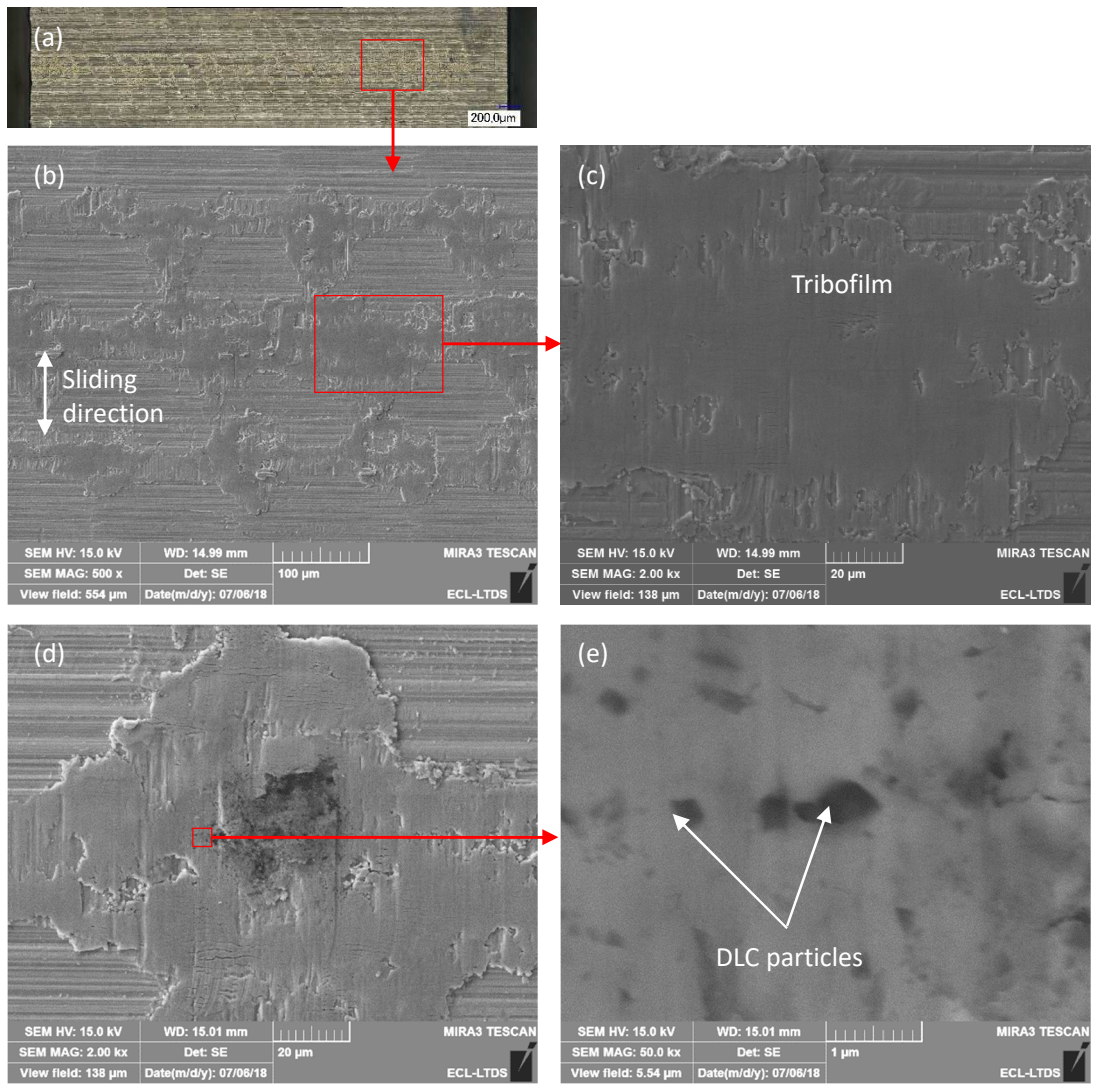 (a)
200.0µm
(b)
Sliding
direction
SEM HV: 15.0 kV
WD: 14.99 mm
MIRA3 TESCAN
SEM MAG: 500 x
Det: SE
100 µm
View field: 554 µm
Date(m/d/y): 07/06/18
ECL-LTDS
(c)
Tribofilm
SEM HV: 15.0 kV
WD: 14.99 mm
MIRA3 TESCAN
SEM MAG: 2.00 kx
Det: SE
20 µm
View field: 138 µm
Date(m/d/y): 07/06/18
ECL-LTDS
(d)
SEM HV: 15.0 kV
WD: 15.01 mm
MIRA3 TESCAN
SEM MAG: 2.00 kx
Det: SE
20 µm
View field: 138 µm
Date(m/d/y): 07/06/18
ECL-LTDS
(e)
DLC particles
SEM HV: 15.0 kV
WD: 15.01 mm
MIRA3 TESCAN
SEM MAG: 50.0 kx
Det: SE
1 µm
View field: 5.54 µm
Date(m/d/y): 07/06/18
ECL-LTDS